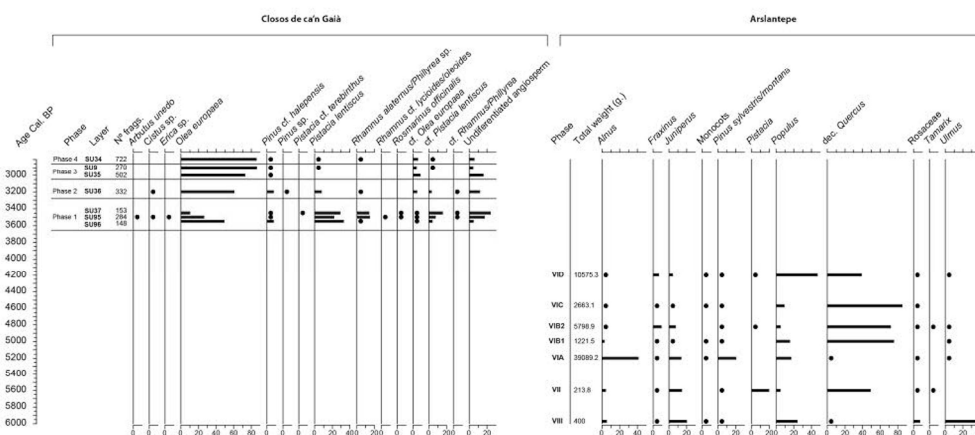 Closos de ca'n Gaià
Arslantepe
Age Cal. BP
Phase
Layer
Nº frags.
Arbutus unedo
Cistus sp.
Erica sp.
Olea europaea
Pinus cf. halepensis
Pinus sp.
Pistacia cf. terebinthus
Pistacia lentiscus
Rhamnus alaternus/Phillyrea sp.
Rhamnus cf. lycioides/oleoides
Rosmarinus officinalis
cf. Olea europaea
cf. Pistacia lentiscus
cf. Rhamnus/Phillyrea
Undifferentiated angiosperm
Phase
Total weight (g.)
Alnus
Fraxinus
Juniperus
Monocots
Pinus sylvestris/montana
Pistacia
Populus
dec. Quercus
Rosaceae
Tamarix
Ulmus
Phase 4 SU34 722
Phase 3 SU9 270
SU35 502
Phase 2 SU36 332
SU37 153
Phase 1 SU95 284
SU96 148
3000
3200
3400
3600
3800
4000
4200
4400
4600
4800
5000
5200
5400
5600
5800
6000
VID 10575.3
VIC 2663.1
VIB2 5798.9
VIB1 1221.5
VIA 39089.2
VII 213.8
VIII 400